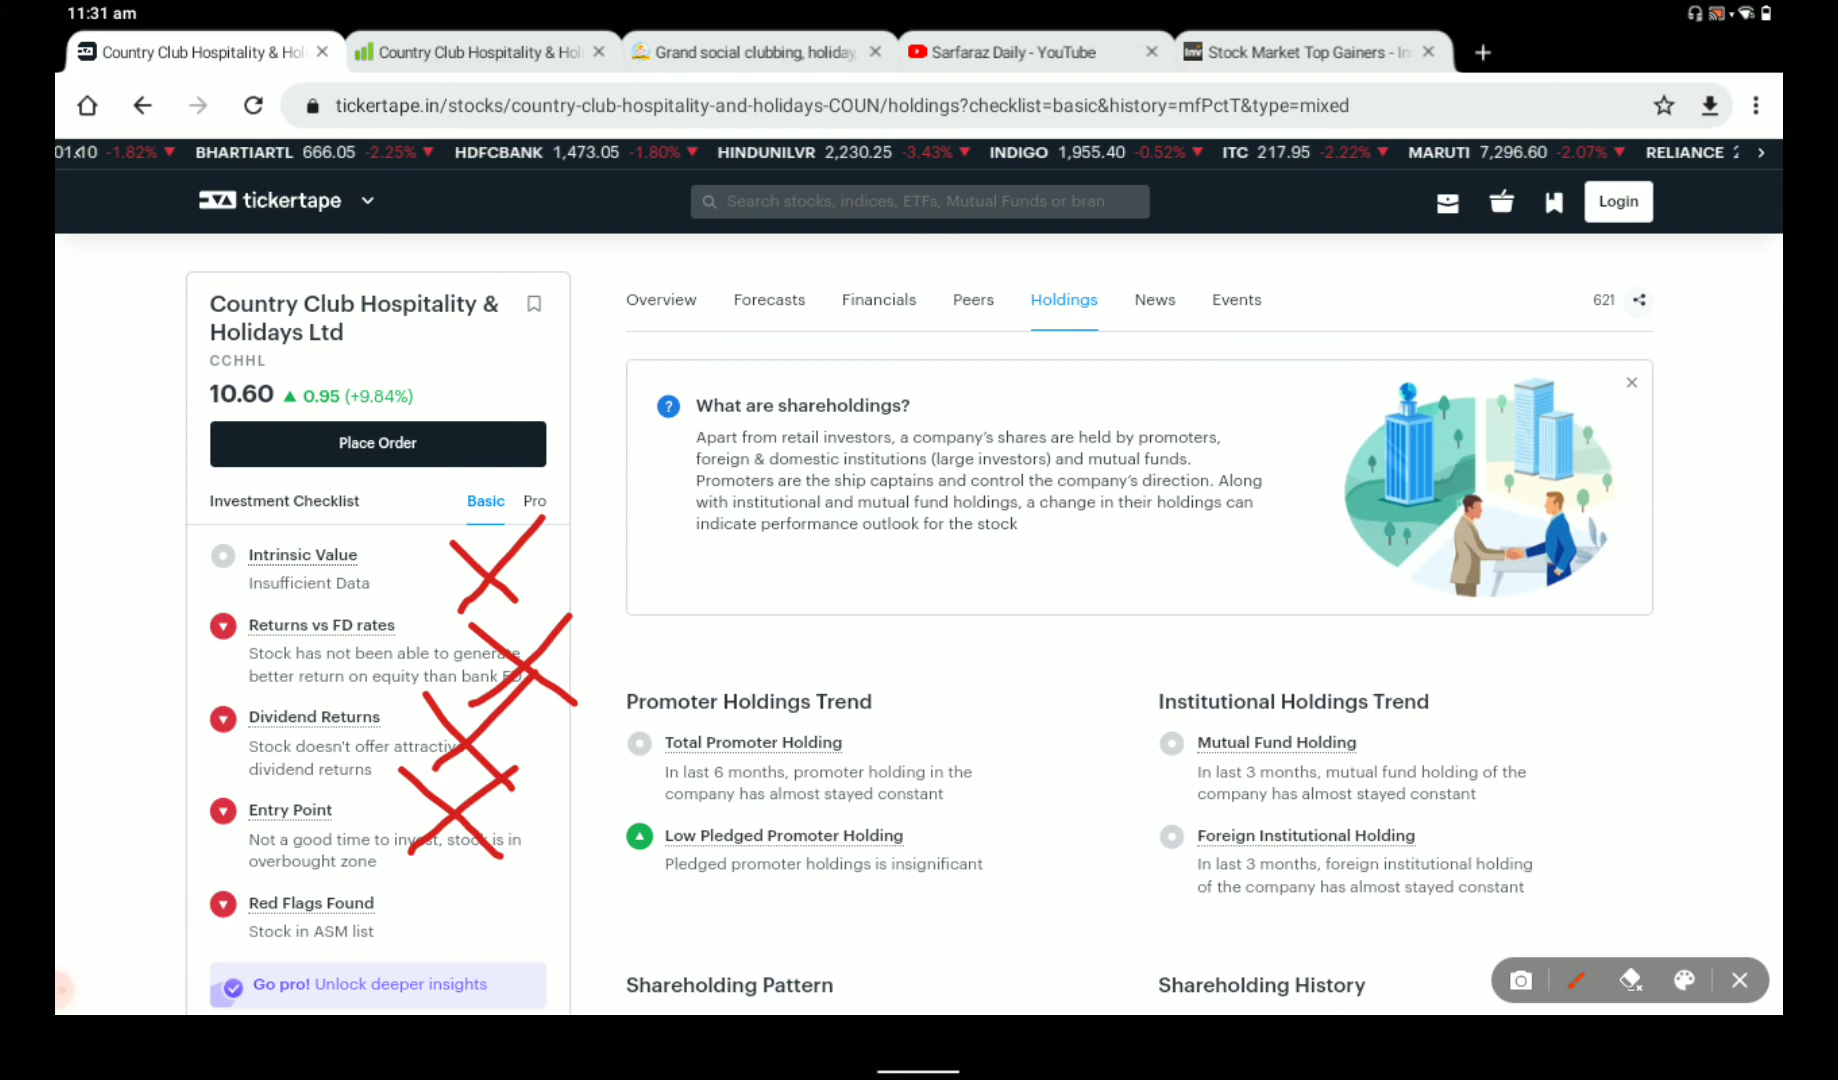 11:31 am
Country Club Hospitality & Hol
Country Club Hospitality & Hol
Grand social clubbing, holiday,
Sarfaraz Daily - YouTube
Inv Stock Market Top Gainers - In
tickertape.in/stocks/country-club-hospitality-and-holidays-COUN/holdings?checklist=basic&history=mfPctT&type=mixed
-1.82% ▼ BHARTIARTL 666.05 -2.25% ▼ HDFCBANK 1,473.05 -1.80% ▼ HINDUNILVR 2,230.25 -3.43% ▼ INDIGO 1,955.40 -0.52% ▼ ITC 217.95 -2.22% ▼ MARUTI 7,296.60 -2.07% ▼ RELIANCE
tickertape
Search stocks, indices, ETFs, Mutual Funds or bran
Login
Country Club Hospitality &
Holidays Ltd
CCHHL
10.60 ▲ 0.95 (+9.84%)
Place Order
Investment Checklist Basic Pro
Intrinsic Value
Insufficient Data
Returns vs FD rates
Stock has not been able to generate
better return on equity than bank FD
Dividend Returns
Stock doesn't offer attractive
dividend returns
Entry Point
Not a good time to invest, stock is in
overbought zone
Red Flags Found
Stock in ASM list
Go pro! Unlock deeper insights
Overview Forecasts Financials Peers Holdings News Events 621
What are shareholdings?
Apart from retail investors, a company's shares are held by promoters,
foreign & domestic institutions (large investors) and mutual funds.
Promoters are the ship captains and control the company's direction. Along
with institutional and mutual fund holdings, a change in their holdings can
indicate performance outlook for the stock
Promoter Holdings Trend
Total Promoter Holding
In last 6 months, promoter holding in the
company has almost stayed constant
Low Pledged Promoter Holding
Pledged promoter holdings is insignificant
Institutional Holdings Trend
Mutual Fund Holding
In last 3 months, mutual fund holding of the
company has almost stayed constant
Foreign Institutional Holding
In last 3 months, foreign institutional holding
of the company has almost stayed constant
Shareholding Pattern
Shareholding History